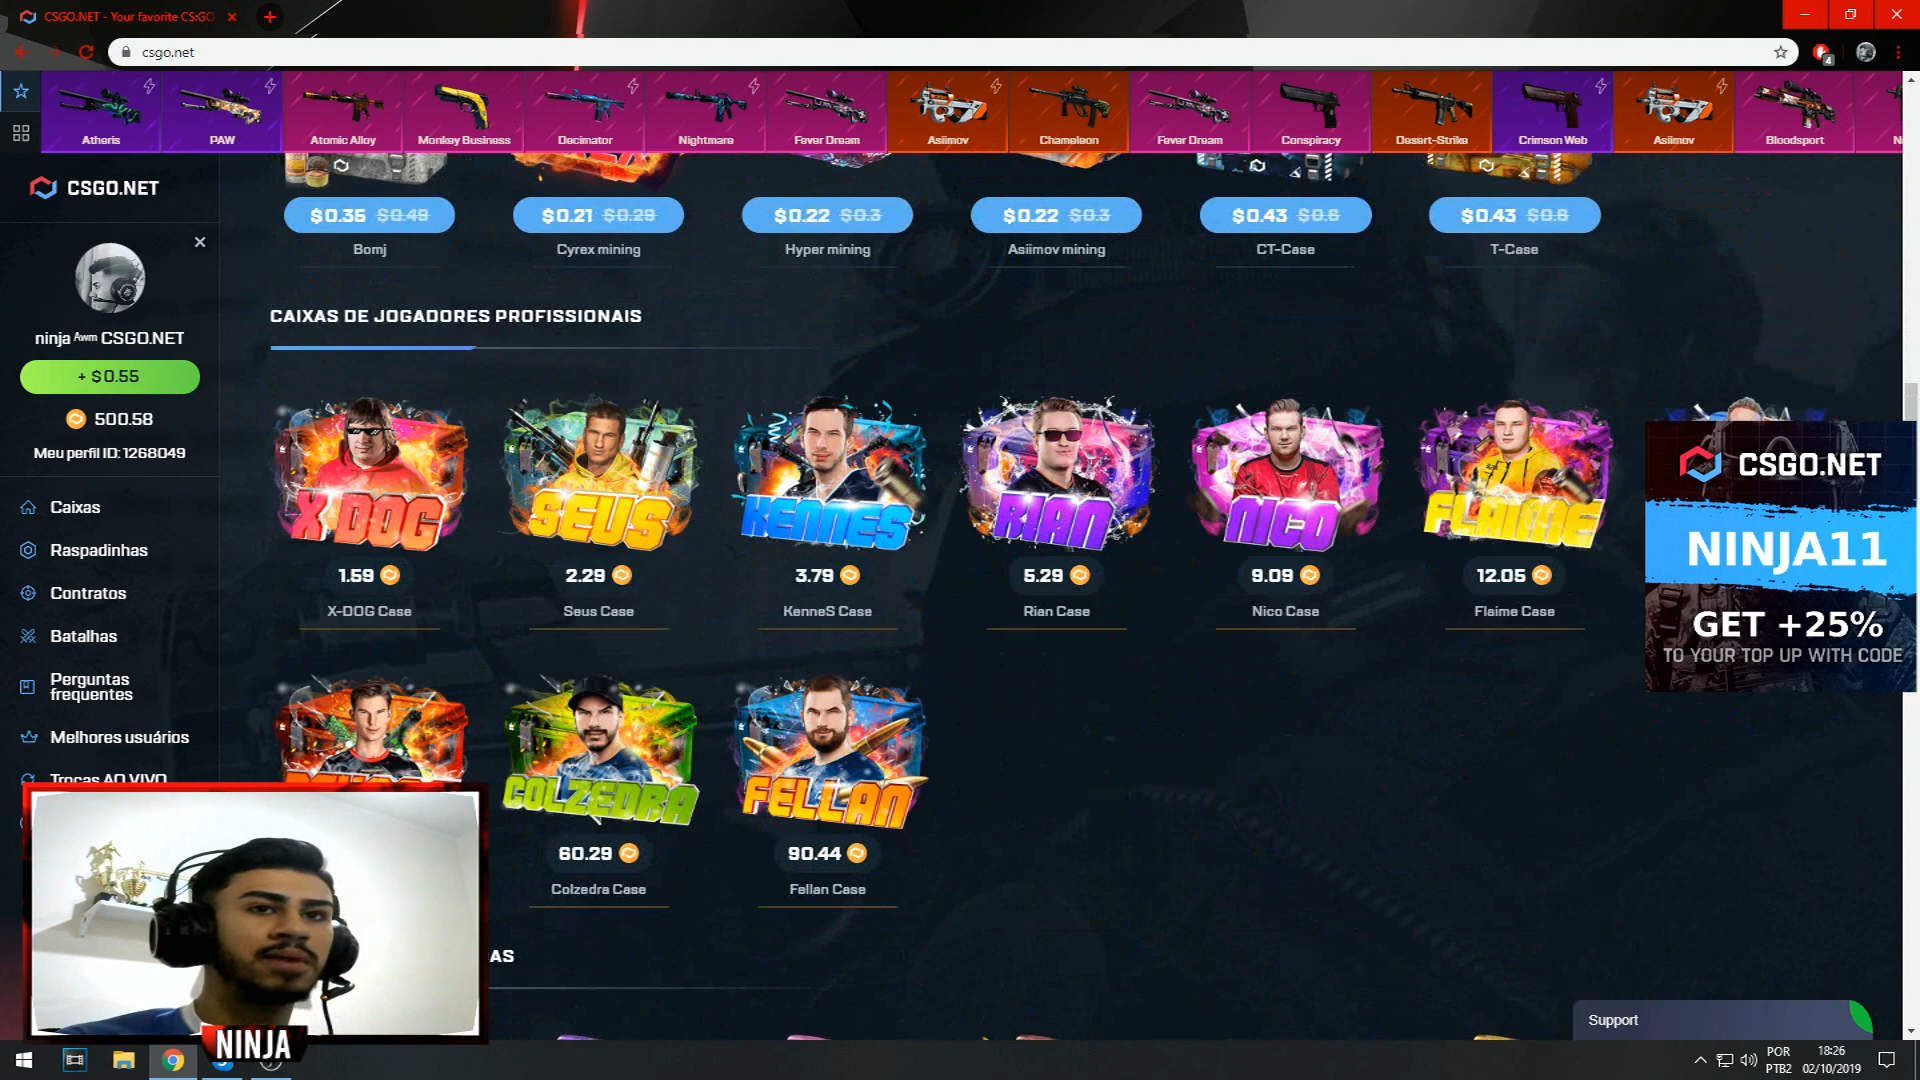 CSGO.NET - Your favorite CS:GO
csgo.net
4
Atheris
PAW
Atomic Alloy
Monkey Business
Decimator
Nightmare
Fever Dream
Asiimov
Chameleon
Fever Dream
Conspiracy
Desert-Strike
Crimson Web
Asiimov
Bloodsport
CSGO.NET
ninja Awm CSGO.NET
+ $0.55
500.58
Meu perfil ID: 1268049
Caixas
Raspadinhas
Contratos
Batalhas
Perguntas
frequentes
Melhores usuários
Trocas AO VIVO
$0.35 $0.49
Bomj
$0.21 $0.29
Cyrex mining
$0.22 $0.3
Hyper mining
$0.22 $0.3
Asiimov mining
$0.43 $0.6
CT-Case
$0.43 $0.6
T-Case
CAIXAS DE JOGADORES PROFISSIONAIS
X DOG
1.59
X-DOG Case
SEUS
2.29
Seus Case
KENNES
3.79
KenneS Case
RIAN
5.29
Rian Case
NICO
9.09
Nico Case
FLAIME
12.05
Flaime Case
COLZEDRA
60.29
Colzedra Case
FELLAN
90.44
Fellan Case
AS
CSGO.NET
NINJA11
GET +25%
TO YOUR TOP UP WITH CODE
NINJA
Support
POR
PTB2
18:26
02/10/2019